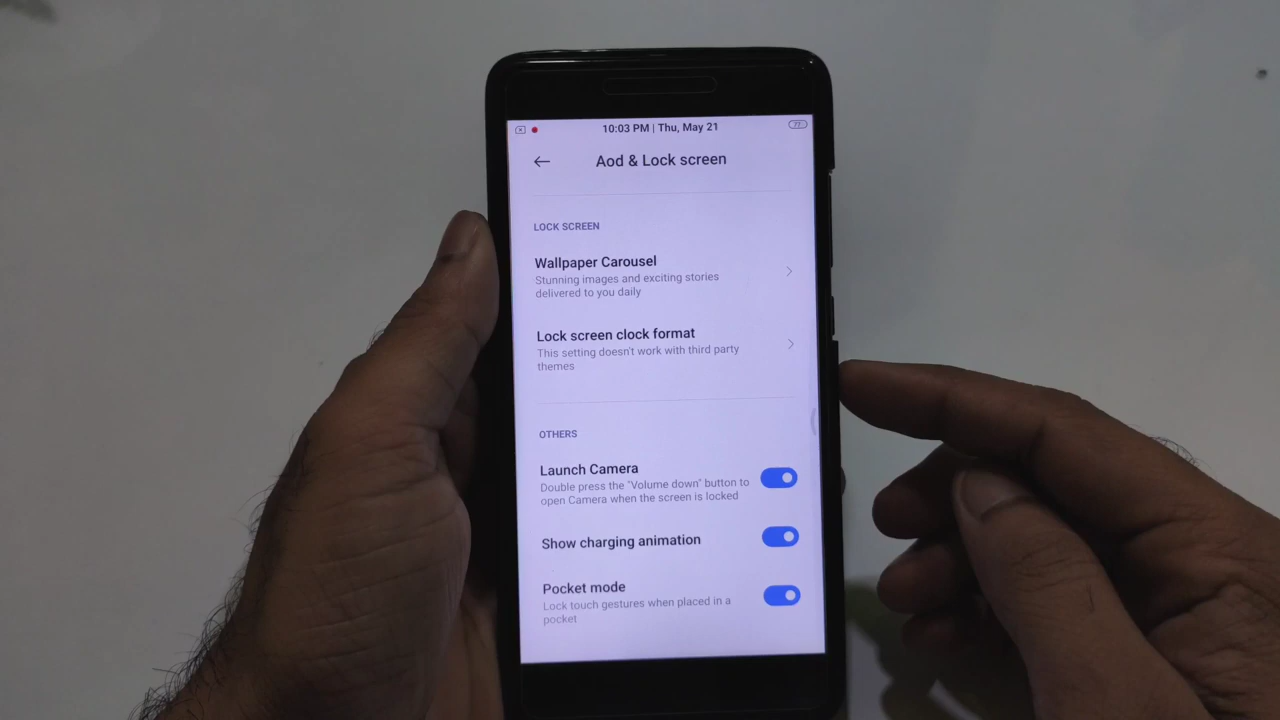 10:03 PM | Thu, May 21
77
Aod & Lock screen
LOCK SCREEN
Wallpaper Carousel
Stunning images and exciting stories
delivered to you daily
Lock screen clock format
This setting doesn't work with third party
themes
OTHERS
Launch Camera
Double press the "Volume down" button to
open Camera when the screen is locked
Show charging animation
Pocket mode
Lock touch gestures when placed in a
pocket